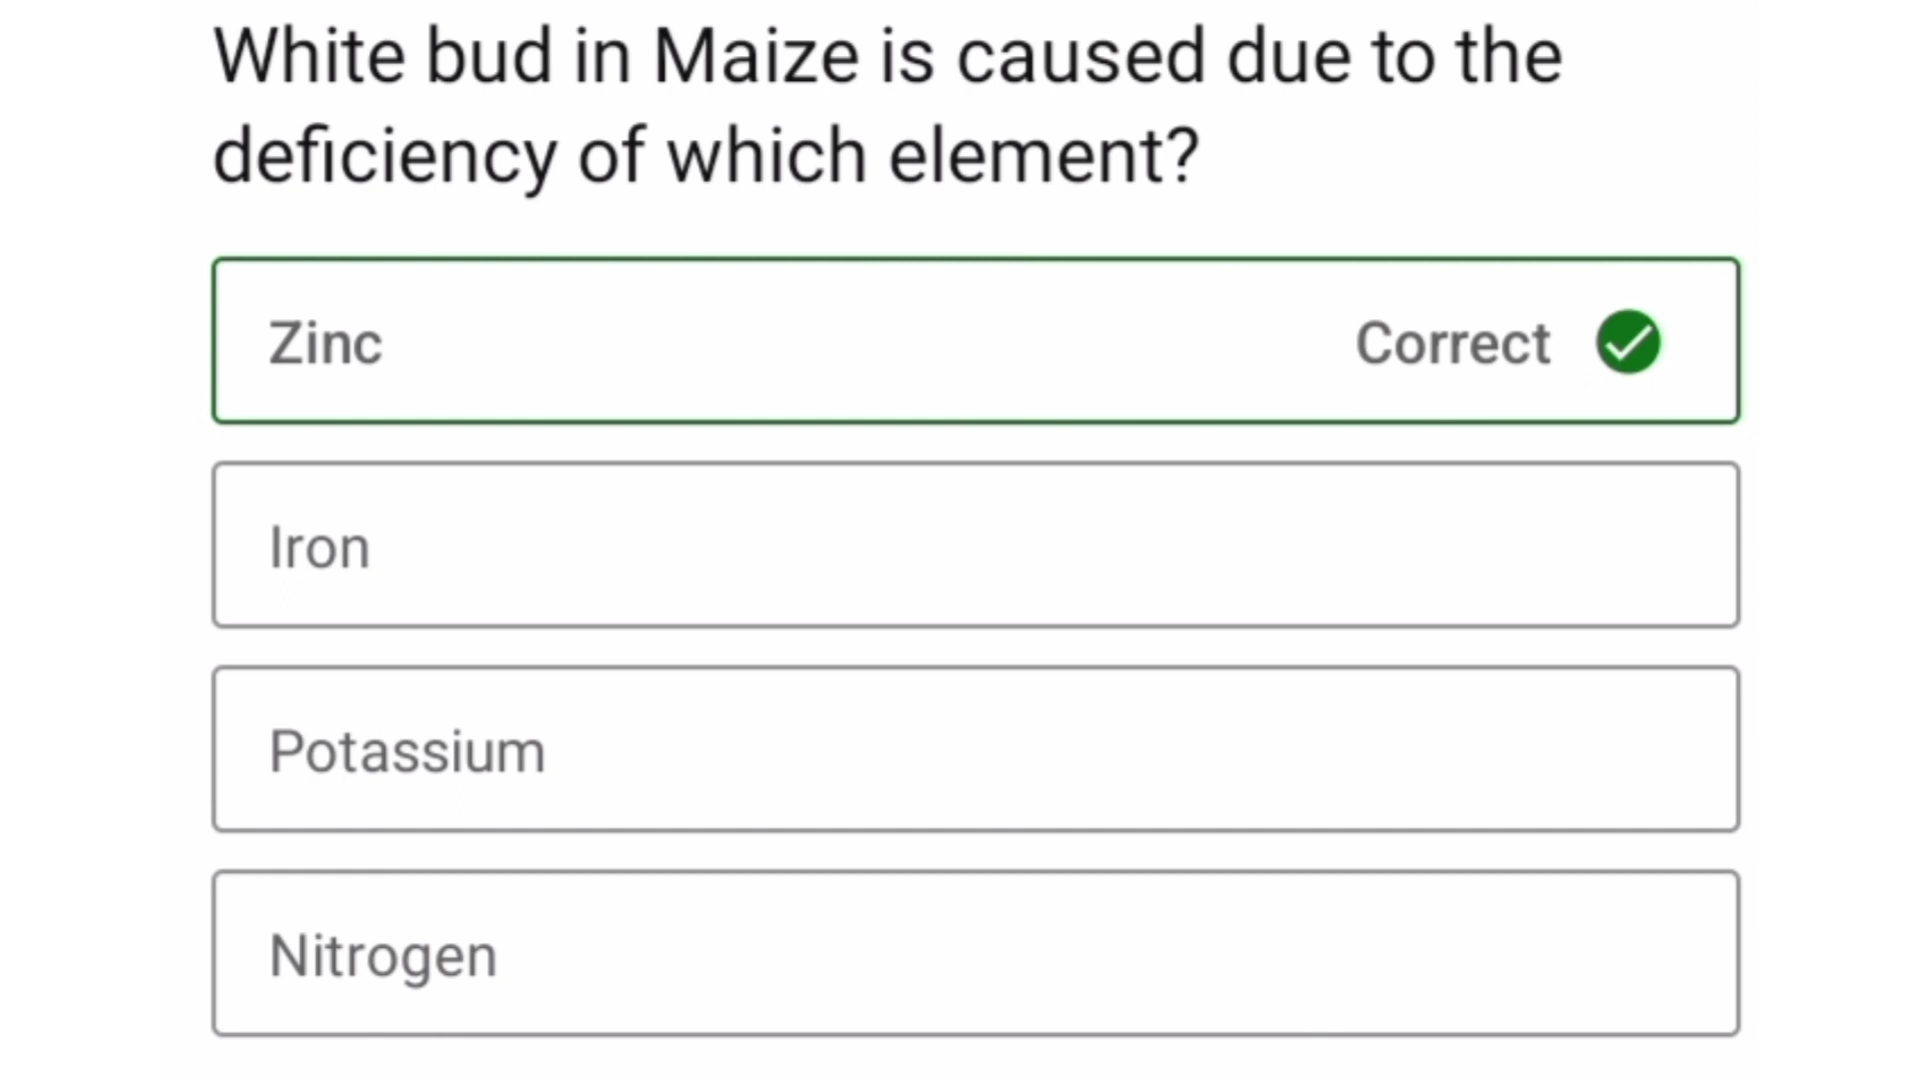 White bud in Maize is caused due to the
deficiency of which element?
Zinc
Correct
Iron
Potassium
Nitrogen